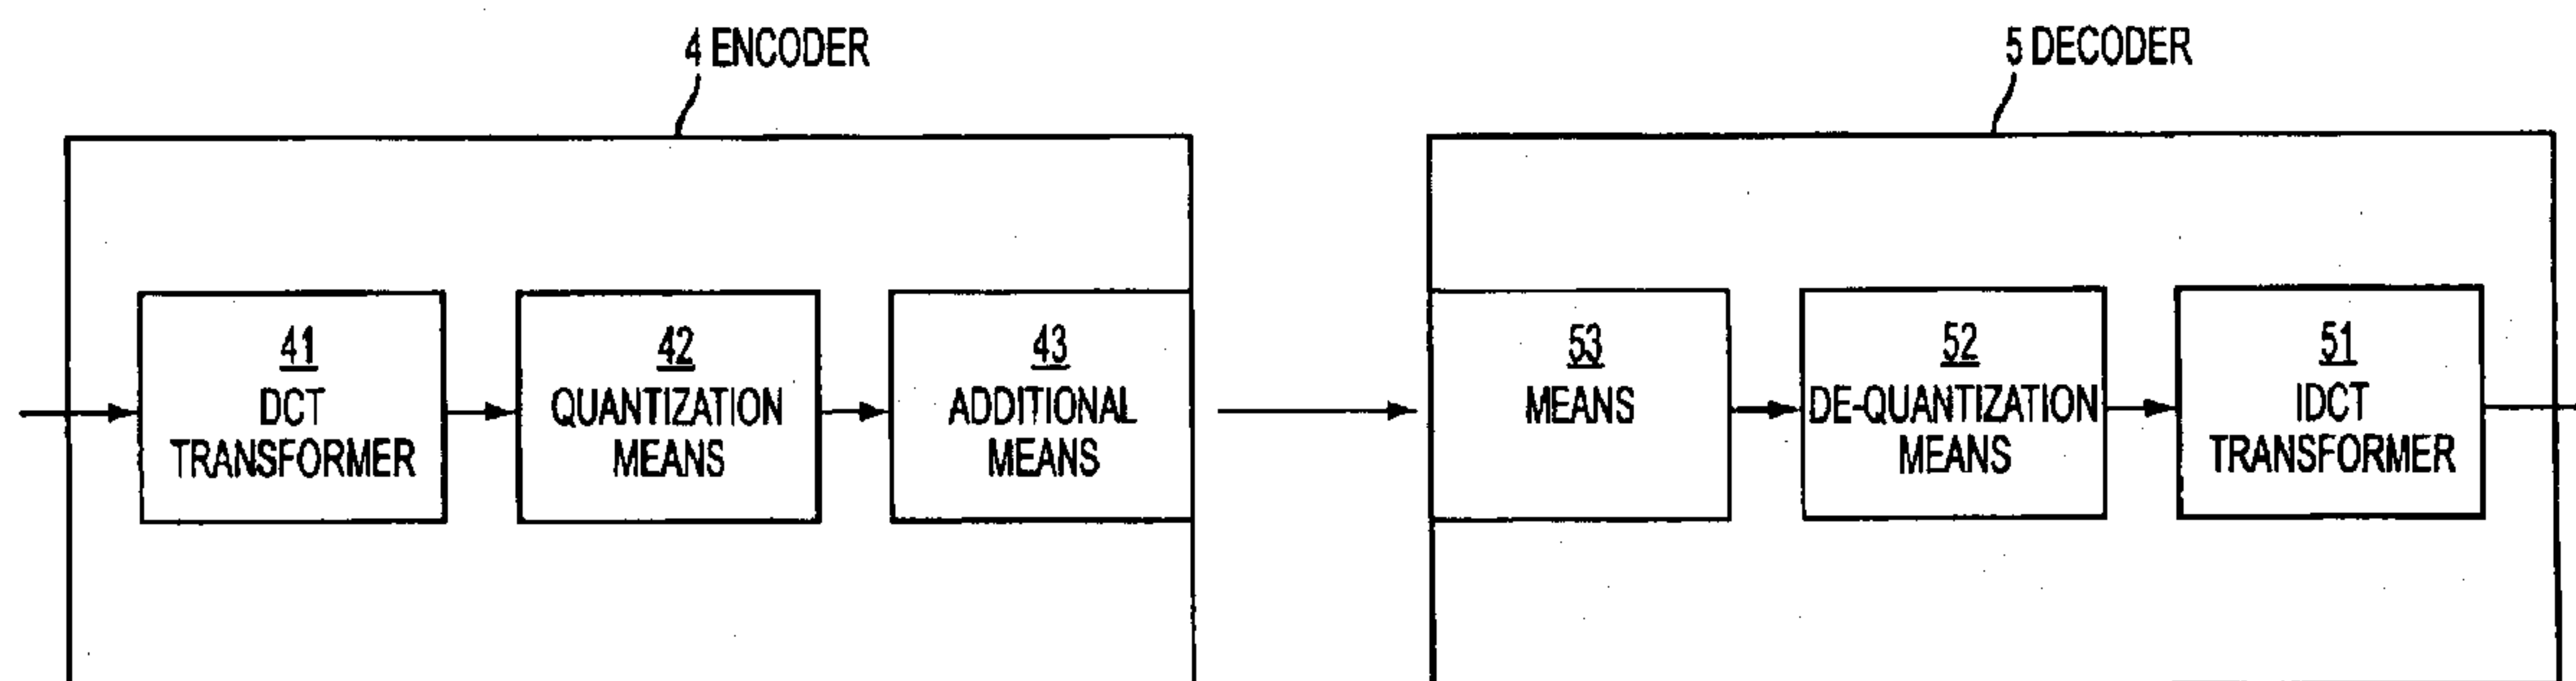 4 ENCODER
5 DECODER
41
DCT
TRANSFORMER
42
QUANTIZATION
MEANS
43
ADDITIONAL
MEANS
53
MEANS
52
DE-QUANTIZATION
MEANS
51
IDCT
TRANSFORMER